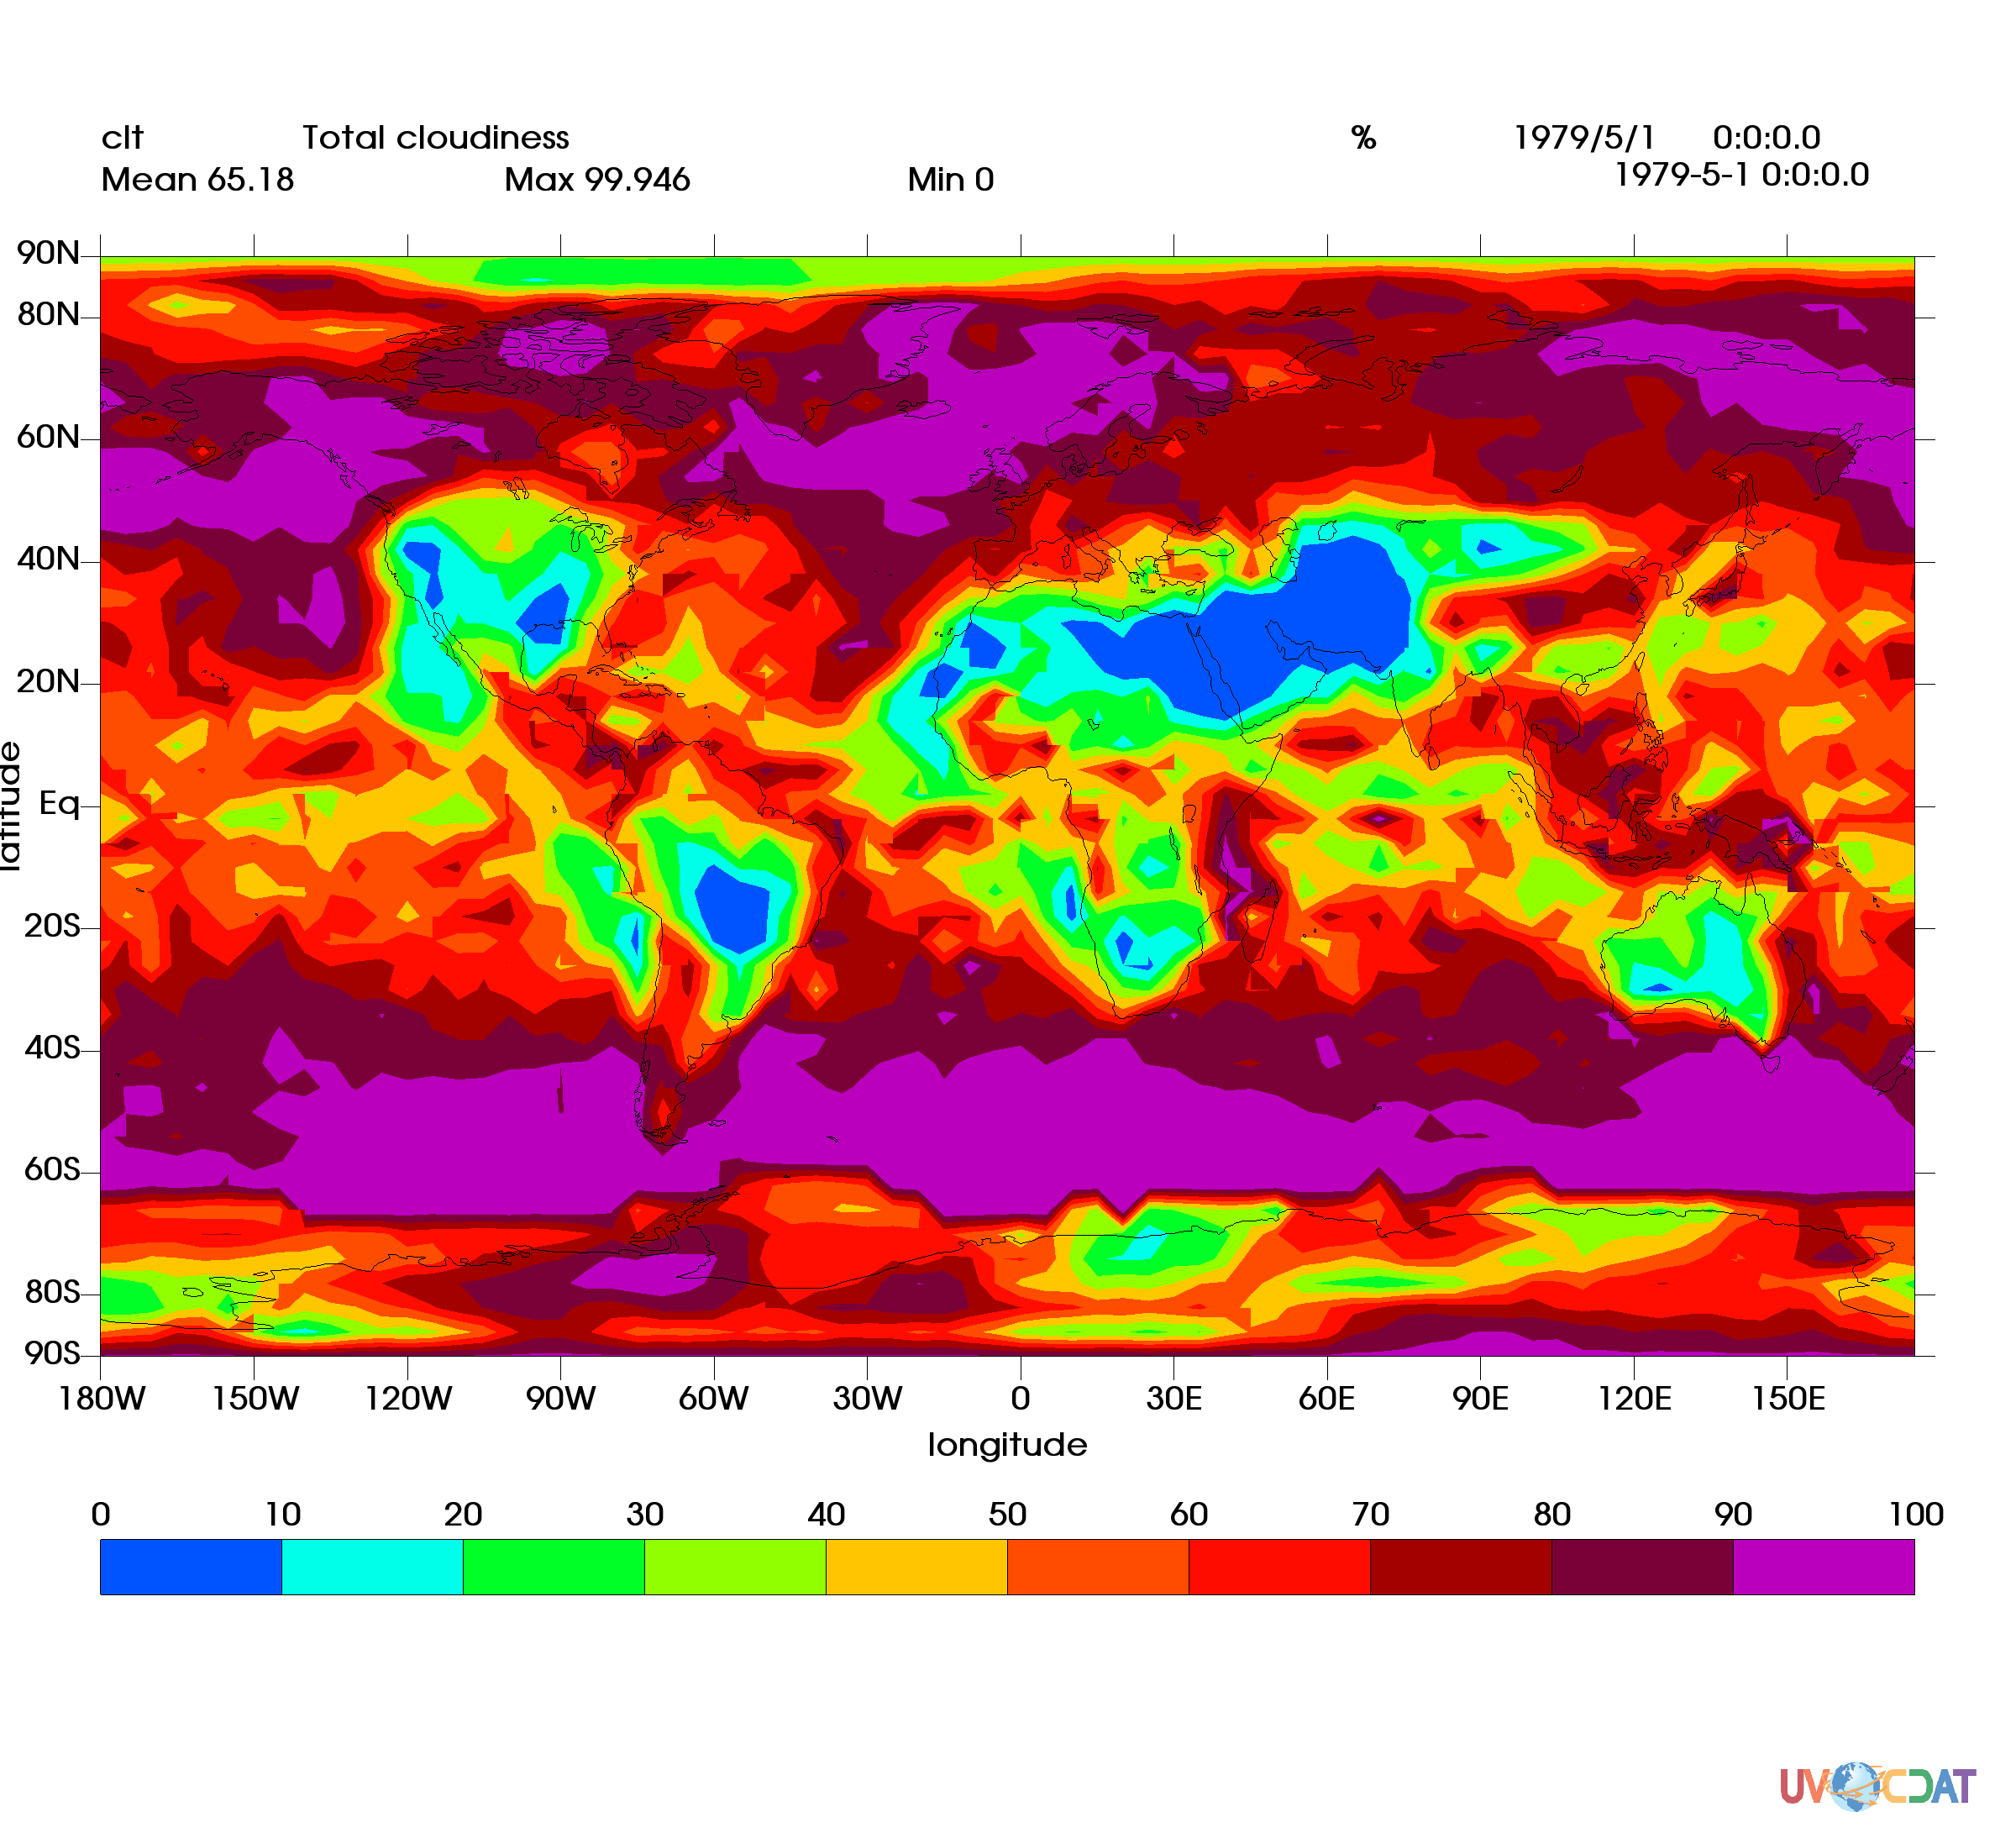 clt Total cloudiness % 1979/5/1 0:0:0.0
Mean 65.18 Max 99.946 Min 0 1979-5-1 0:0:0.0
90N
80N
60N
40N
20N
Eq
20S
40S
60S
80S
90S
latitude
180W 150W 120W 90W 60W 30W 0 30E 60E 90E 120E 150E
longitude
0 10 20 30 40 50 60 70 80 90 100
UV CDAT